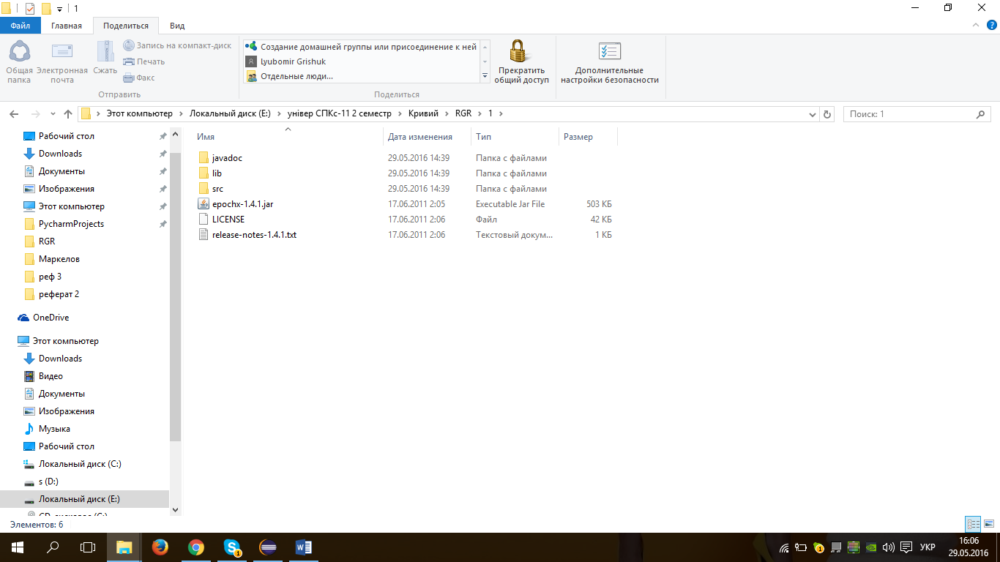 1
Файл Главная Поделиться Вид
Общая папка
Электронная почта
Сжать
Запись на компакт-диск
Печать
Факс
Отправить
Создание домашней группы или присоединение к ней
Lyubomir Grishuk
Отдельные люди...
Поделиться
Прекратить
общий доступ
Дополнительные
настройки безопасности
Этот компьютер Локальный диск (E:) універ СПКс-11 2 семестр Кривий RGR 1
Поиск: 1
Рабочий стол
Downloads
Документы
Изображения
Этот компьютер
PycharmProjects
RGR
Маркелов
реф 3
реферат 2
OneDrive
Этот компьютер
Downloads
Видео
Документы
Изображения
Музыка
Рабочий стол
Локальный диск (C:)
s (D:)
Локальный диск (E:)
Имя Дата изменения Тип Размер
javadoc 29.05.2016 14:39 Папка с файлами
lib 29.05.2016 14:39 Папка с файлами
src 29.05.2016 14:39 Папка с файлами
epochx-1.4.1.jar 17.06.2011 2:05 Executable Jar File 503 КБ
LICENSE 17.06.2011 2:06 Файл 42 КБ
release-notes-1.4.1.txt 17.06.2011 2:06 Текстовый докум... 1 КБ
Элементов: 6
УКР
16:06
29.05.2016